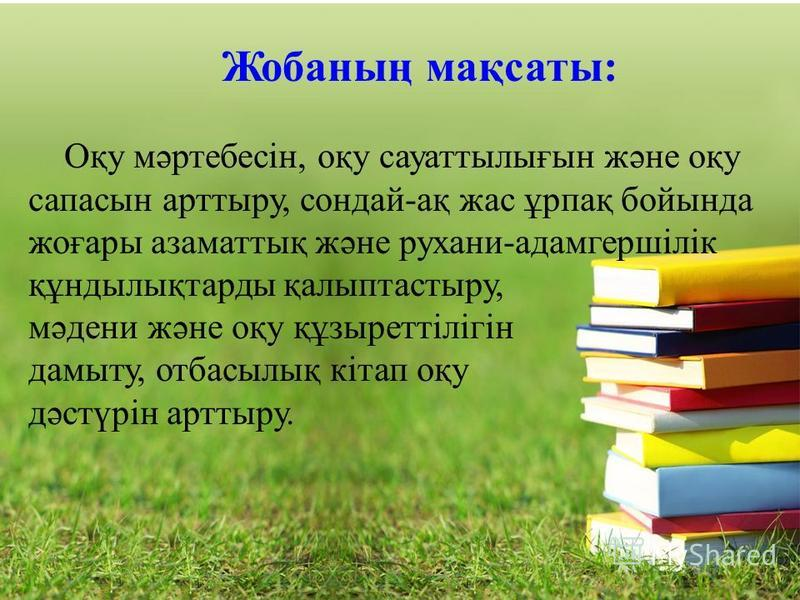 Жобаның мақсаты:
Оқу мәртебесін, оқу сауаттылығын және оқу
сапасын арттыру, сондай-ақ жас ұрпақ бойында
жоғары азаматтық және рухани-адамгершілік
құндылықтарды қалыптастыру,
мәдени және оқу құзыреттілігін
дамыту, отбасылық кітап оқу
дәстүрін арттыру.
MyShared